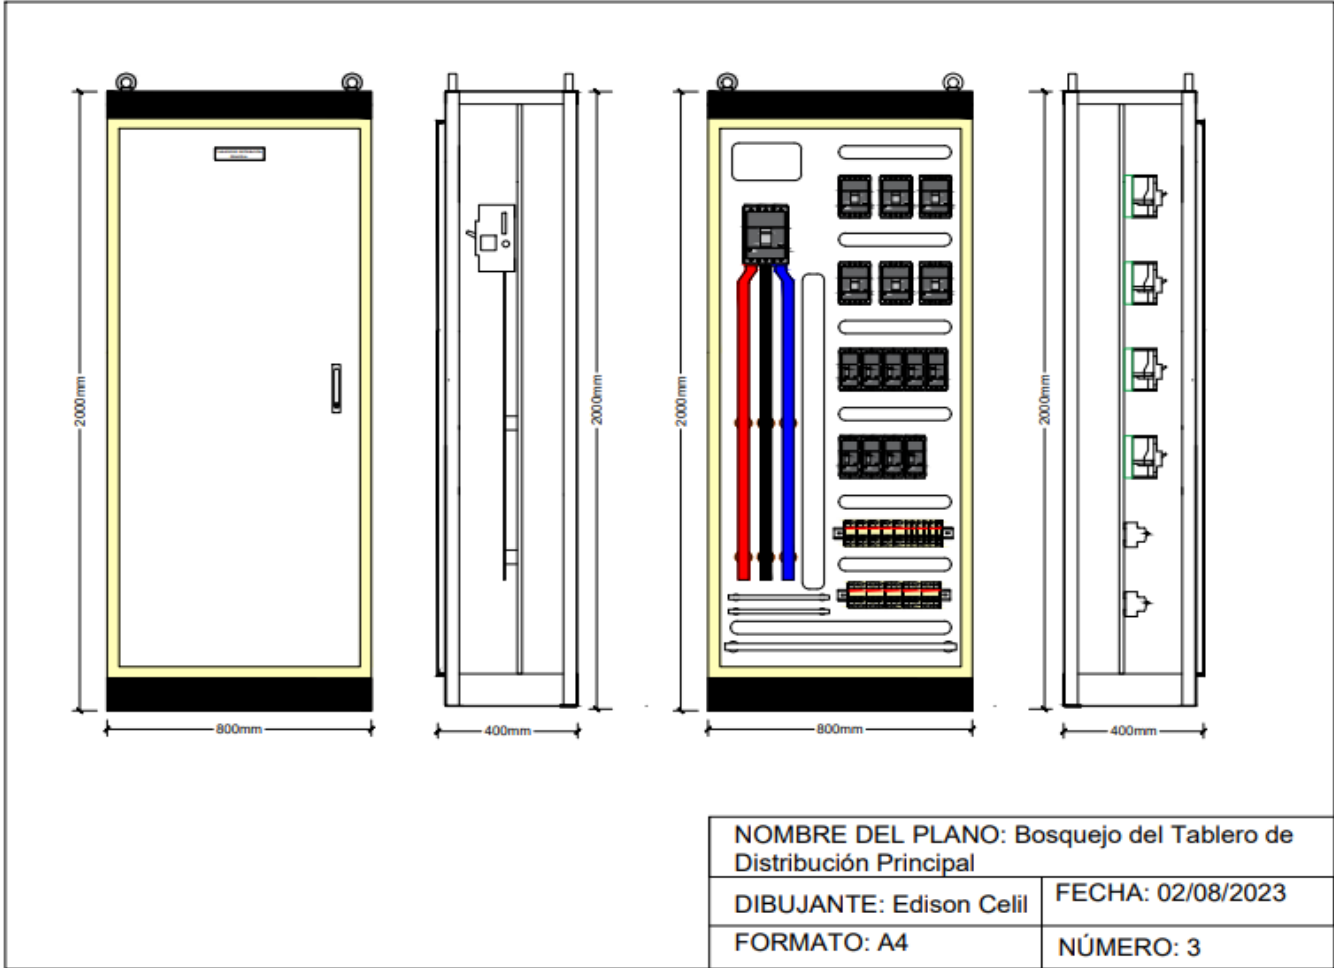 2000mm
800mm
400mm
2000mm
2000mm
800mm
2000mm
400mm
NOMBRE DEL PLANO: Bosquejo del Tablero de
Distribución Principal
DIBUJANTE: Edison Celil
FECHA: 02/08/2023
FORMATO: A4
NÚMERO: 3